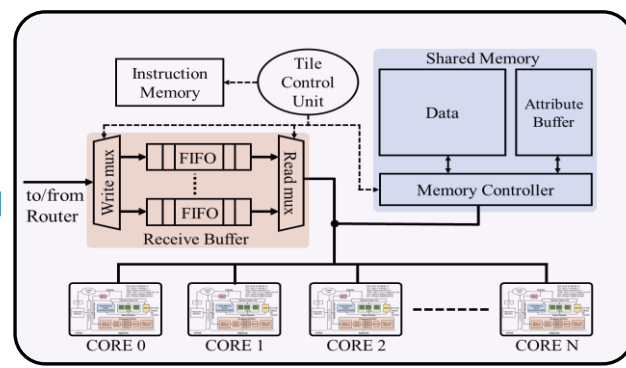 Instruction
Memory
Tile
Control
Unit
Shared Memory
Data
Attribute
Buffer
Memory Controller
to/from
Router
Write mux
FIFO
FIFO
Read mux
Receive Buffer
CORE 0
CORE 1
CORE 2
CORE N